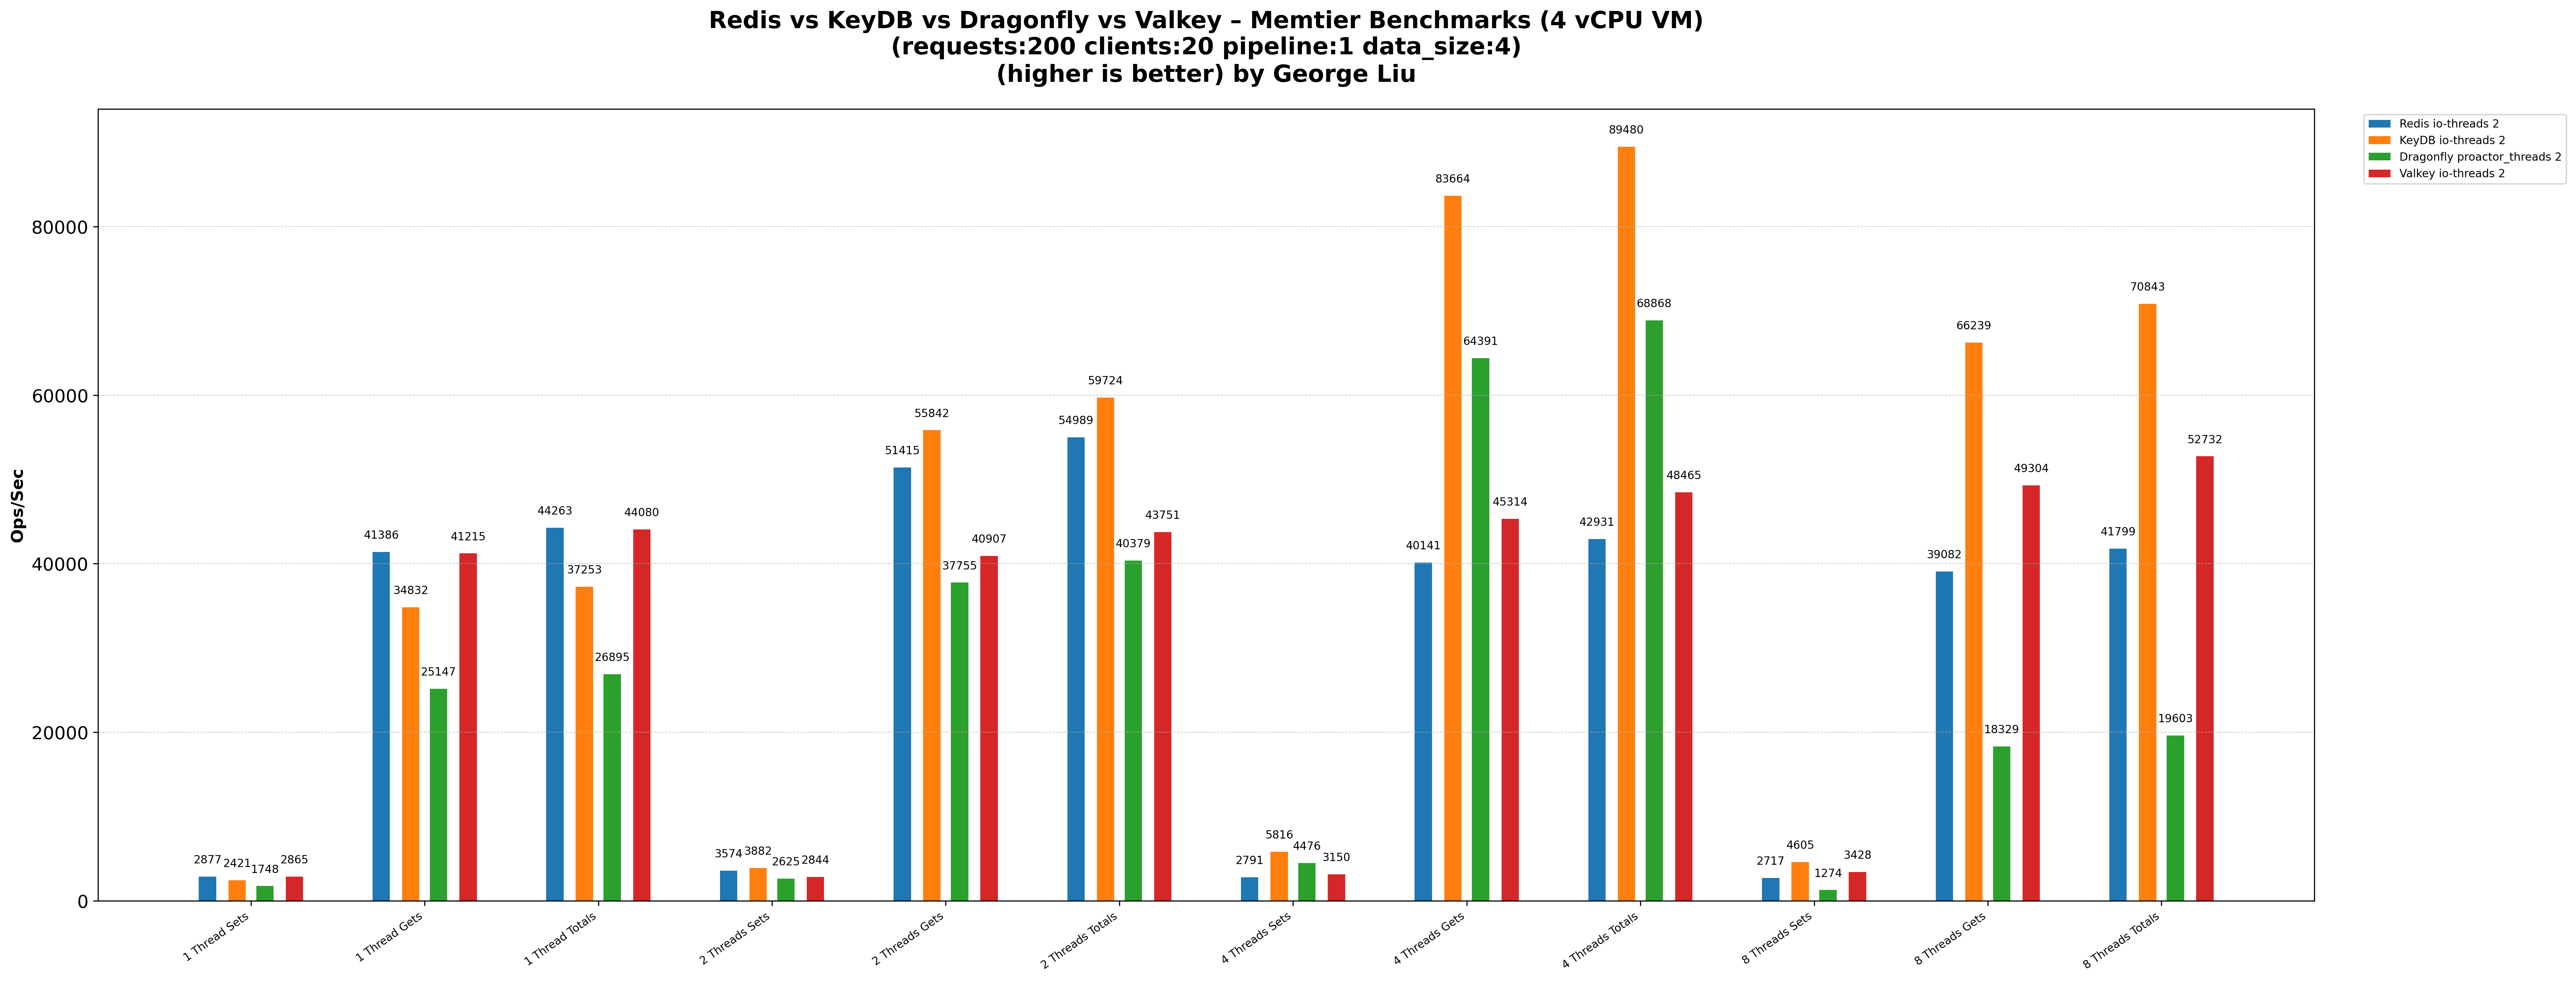 Redis vs KeyDB vs Dragonfly vs Valkey – Memtier Benchmarks (4 vCPU VM)
(requests:200 clients:20 pipeline:1 data_size:4)
(higher is better) by George Liu
Redis io-threads 2
KeyDB io-threads 2
Dragonfly proactor_threads 2
Valkey io-threads 2
Ops/Sec
80000
60000
40000
20000
0
2877 2421 1748 2865
41386 34832 25147 41215
44263 37253 26895 44080
3574 3882 2625 2844
51415 55842 37755 40907
54989 59724 40379 43751
2791 5816 4476 3150
40141 83664 64391 45314
42931 89480 68868 48465
2717 4605 1274 3428
39082 66239 18329 49304
41799 70843 19603 52732
1 Thread Sets
1 Thread Gets
1 Thread Totals
2 Threads Sets
2 Threads Gets
2 Threads Totals
4 Threads Sets
4 Threads Gets
4 Threads Totals
8 Threads Sets
8 Threads Gets
8 Threads Totals